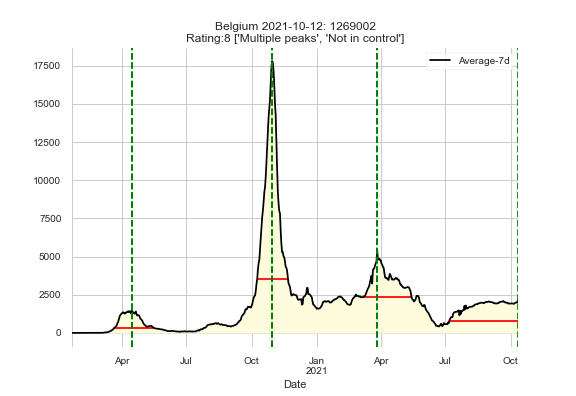 Belgium 2021-10-12: 1269002
Rating:8 ['Multiple peaks', 'Not in control']
Average-7d
17500
15000
12500
10000
7500
5000
2500
0
Apr Jul Oct Jan Apr Jul Oct
2021
Date